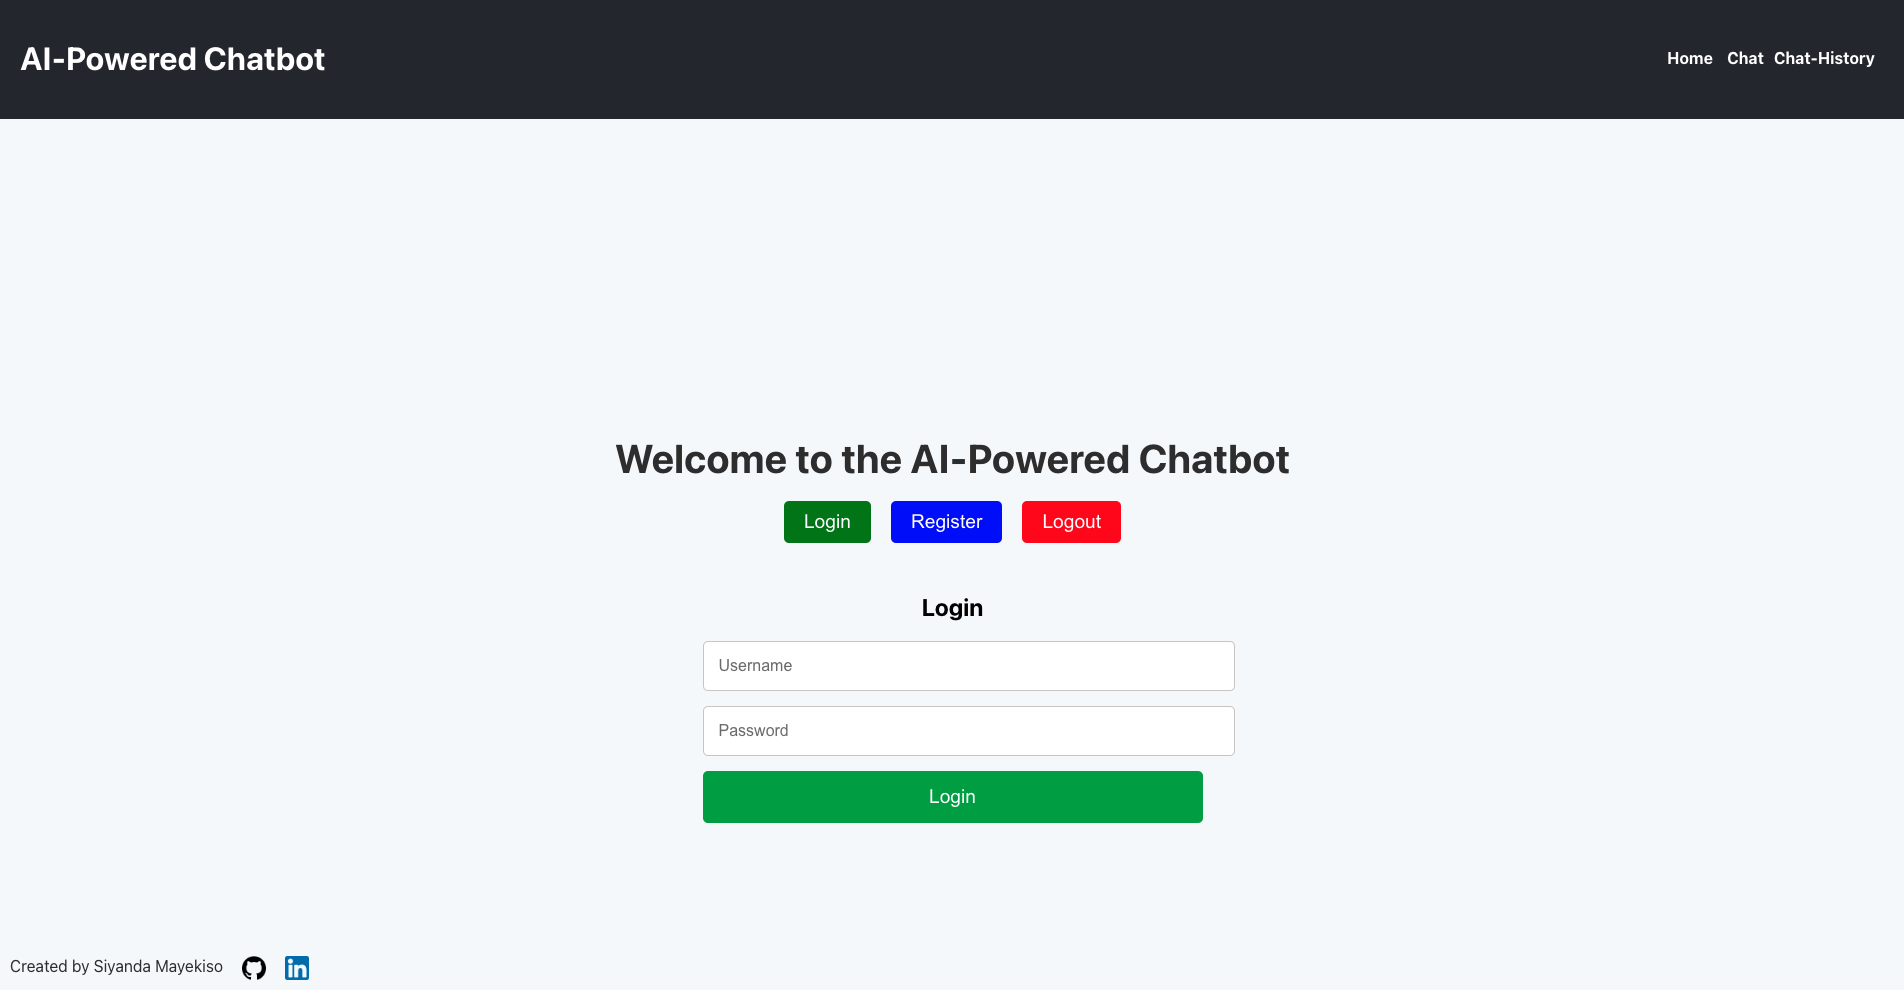 AI-Powered Chatbot
Home Chat Chat-History
Welcome to the AI-Powered Chatbot
Login Register Logout
Login
Username
Password
Login
Created by Siyanda Mayekiso in